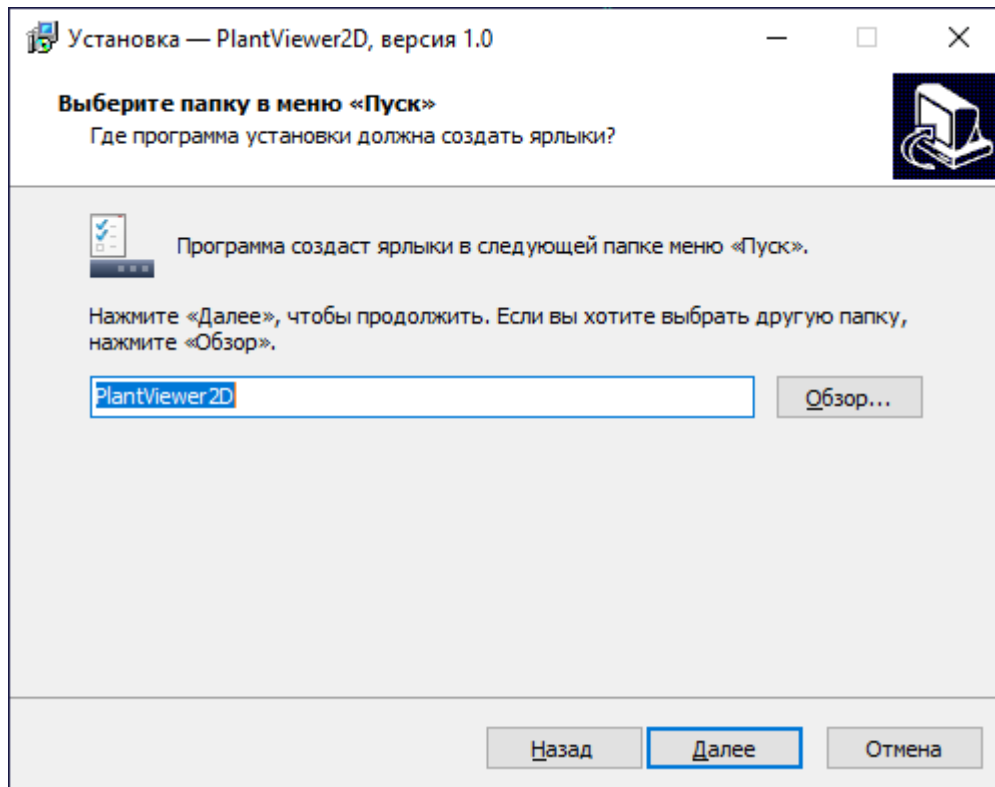 Установка — PlantViewer2D, версия 1.0
Выберите папку в меню «Пуск»
Где программа установки должна создать ярлыки?
Программа создаст ярлыки в следующей папке меню «Пуск».
Нажмите «Далее», чтобы продолжить. Если вы хотите выбрать другую папку,
нажмите «Обзор».
PlantViewer2D
Обзор...
Назад
Далее
Отмена